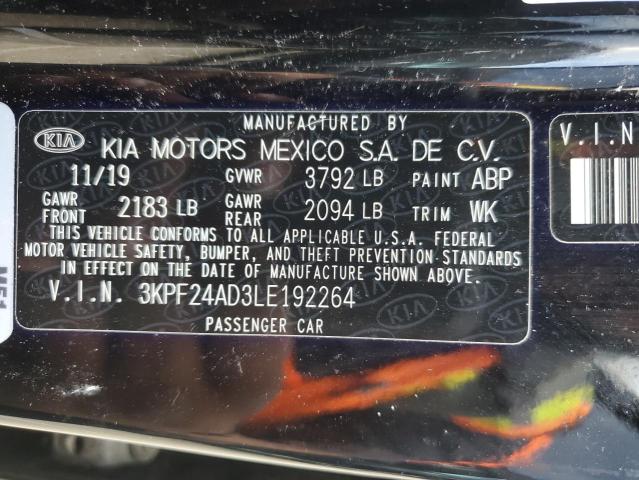 MANUFACTURED BY
KIA KIA MOTORS MEXICO S.A. DE C.V.
11/19 GVWR 3792 LB PAINT ABP
GAWR FRONT 2183 LB GAWR REAR 2094 LB TRIM WK
THIS VEHICLE CONFORMS TO ALL APPLICABLE U.S.A. FEDERAL
MOTOR VEHICLE SAFETY, BUMPER, AND THEFT PREVENTION STANDARDS
IN EFFECT ON THE DATE OF MANUFACTURE SHOWN ABOVE.
V.I.N. 3KPF24AD3LE192264
PASSENGER CAR
V.I.N